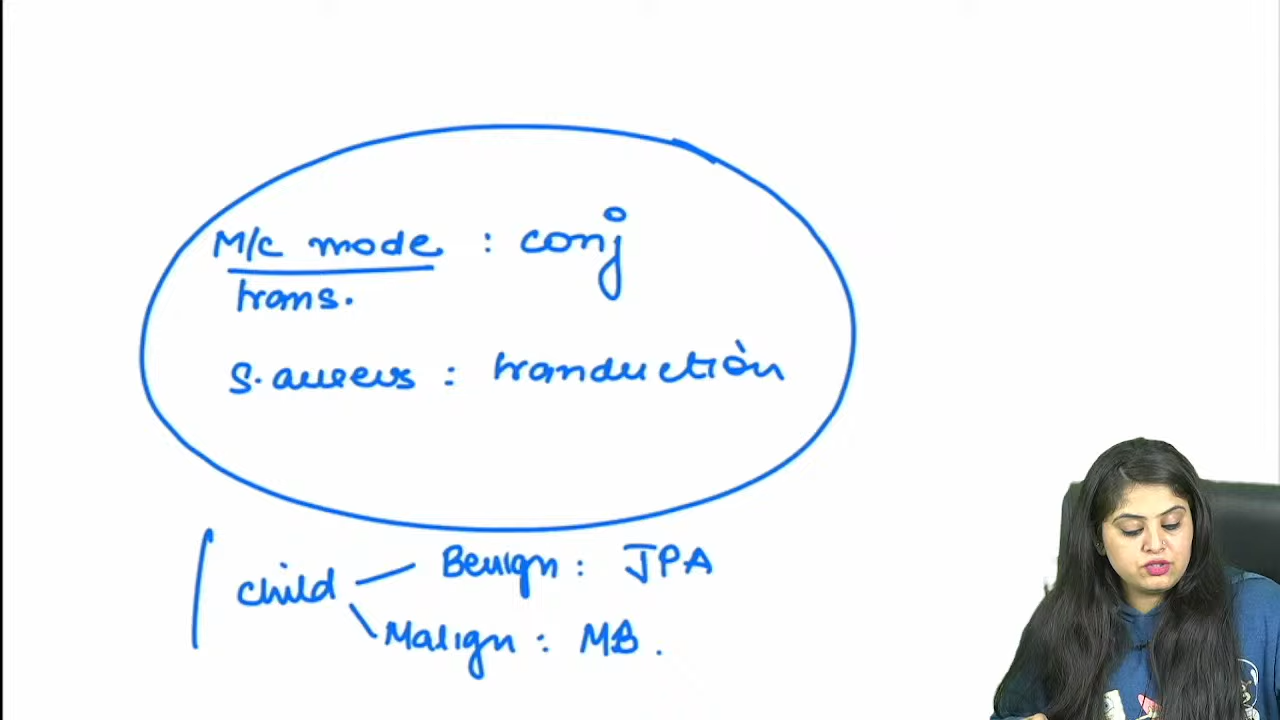 M/C mode : conj
trans.
S. aureus : tranduction
child
Benign : JPA
Malign : MB.